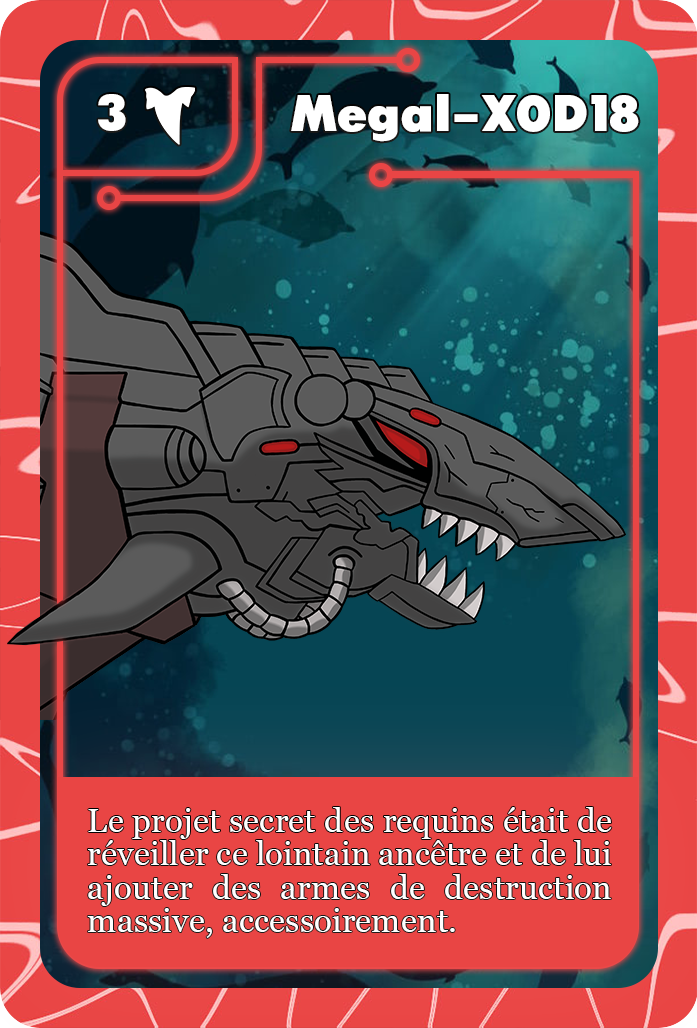 3 Megal-XOD18
Le projet secret des requins était de
réveiller ce lointain ancêtre et de lui
ajouter des armes de destruction
massive, accessoirement.